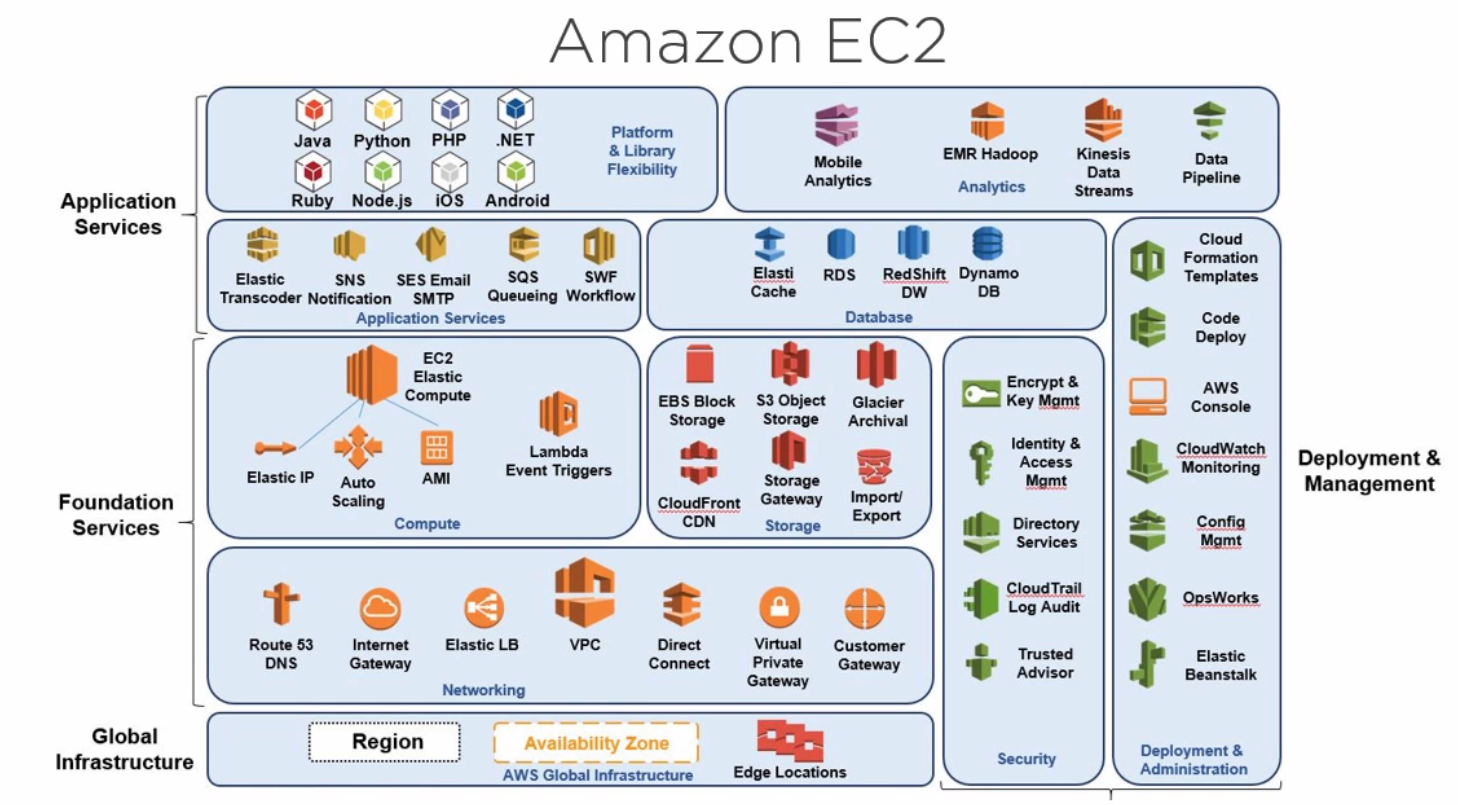 Amazon EC2
Application
Services
Java
Python
PHP
.NET
Ruby
Node.js
iOS
Android
Platform
& Library
Flexibility
Mobile
Analytics
EMR Hadoop
Kinesis
Data
Streams
Data
Pipeline
Analytics
Elastic
Transcoder
SNS
Notification
SES Email
SMTP
SQS
Queueing
SWF
Workflow
Application Services
Elasti
Cache
RDS
RedShift
DW
Dynamo
DB
Database
Foundation
Services
EC2
Elastic
Compute
Elastic IP
Auto
Scaling
AMI
Lambda
Event Triggers
Compute
EBS Block
Storage
S3 Object
Storage
Glacier
Archival
CloudFront
CDN
Storage
Gateway
Import/
Export
Storage
Route 53
DNS
Internet
Gateway
Elastic LB
VPC
Direct
Connect
Virtual
Private
Gateway
Customer
Gateway
Networking
Global
Infrastructure
Region
Availability Zone
Edge Locations
AWS Global Infrastructure
Encrypt &
Key Mgmt
Identity &
Access
Mgmt
Directory
Services
CloudTrail
Log Audit
Trusted
Advisor
Security
Cloud
Formation
Templates
Code
Deploy
AWS
Console
CloudWatch
Monitoring
Config
Mgmt
OpsWorks
Elastic
Beanstalk
Deployment &
Administration
Deployment &
Management